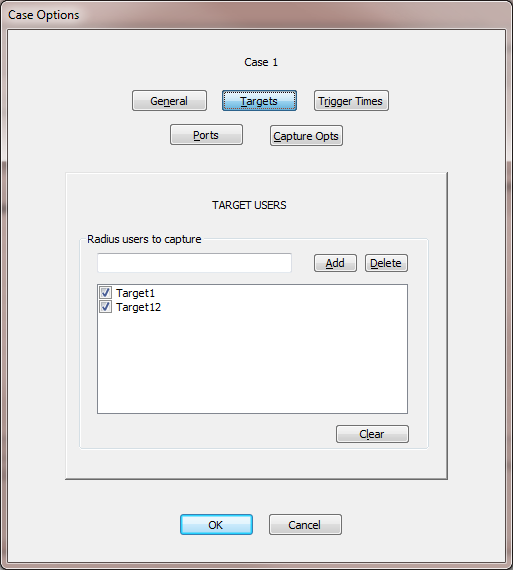 Case Options
Case 1
General Targets Trigger Times
Ports Capture Opts
TARGET USERS
Radius users to capture
Add Delete
Target1
Target12
Clear
OK Cancel